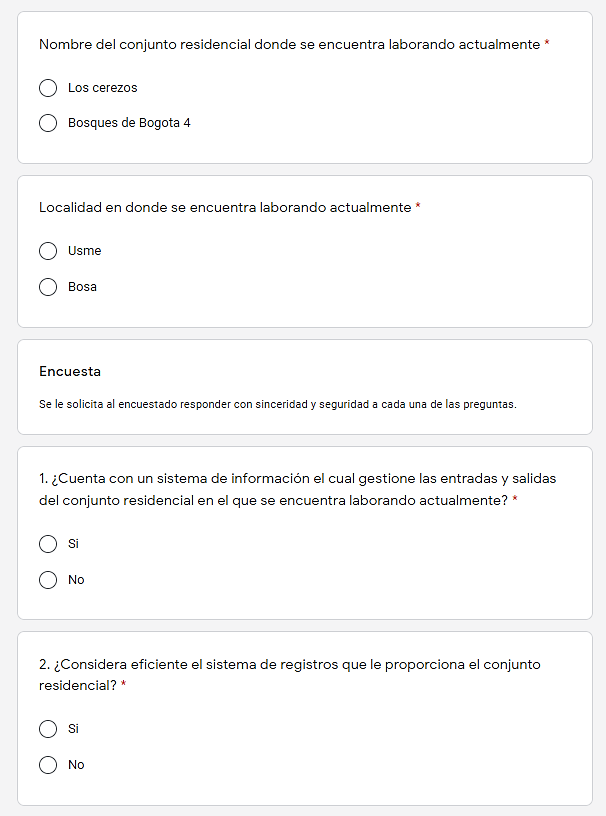 Nombre del conjunto residencial donde se encuentra laborando actualmente *
Los cerezos
Bosques de Bogota 4
Localidad en donde se encuentra laborando actualmente *
Usme
Bosa
Encuesta
Se le solicita al encuestado responder con sinceridad y seguridad a cada una de las preguntas.
1. ¿Cuenta con un sistema de información el cual gestione las entradas y salidas
del conjunto residencial en el que se encuentra laborando actualmente? *
Si
No
2. ¿Considera eficiente el sistema de registros que le proporciona el conjunto
residencial? *
Si
No